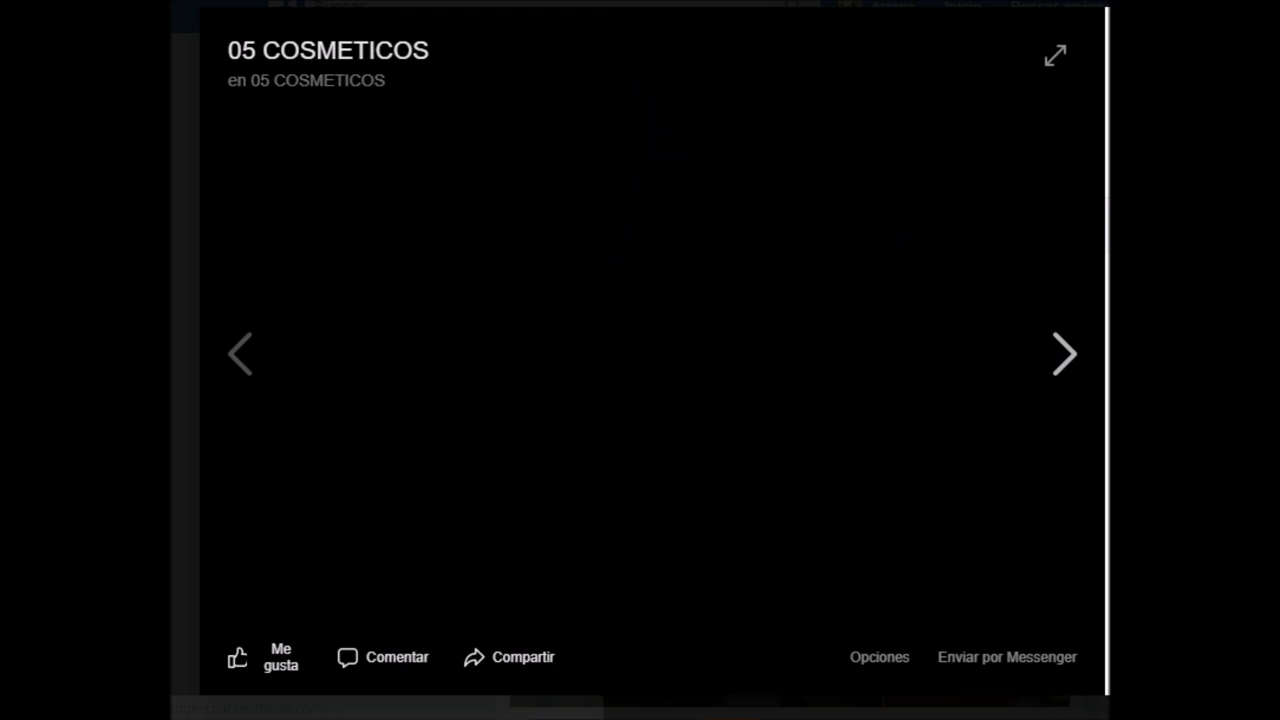 05 COSMETICOS
en 05 COSMETICOS
Me
gusta
Comentar
Compartir
Opciones
Enviar por Messenger